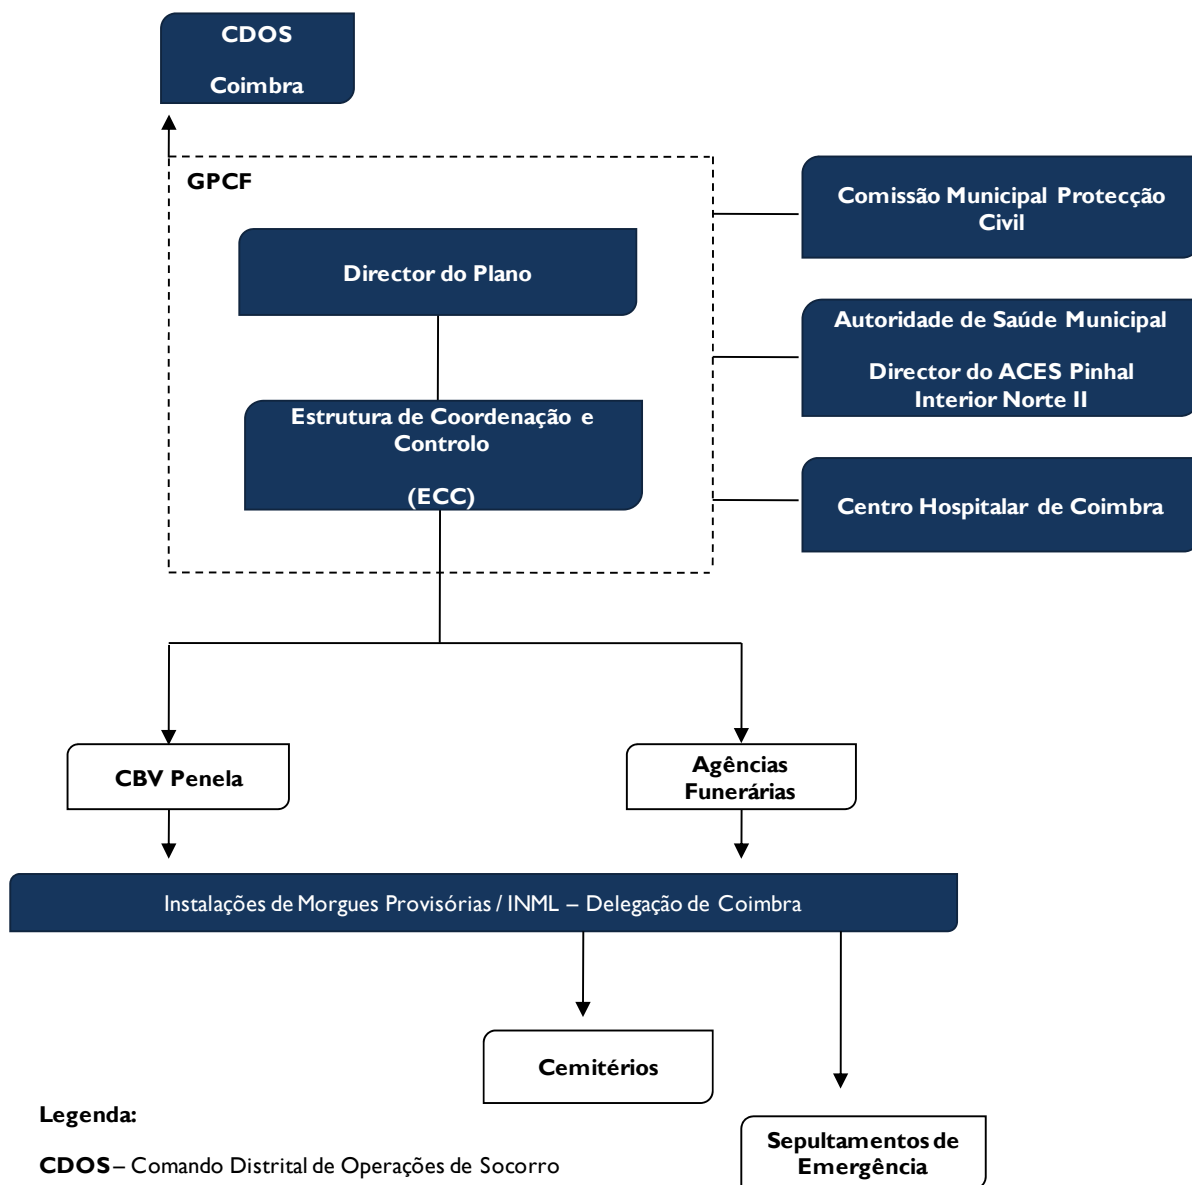 CDOS
Coimbra
GPCF
Director do Plano
Estrutura de Coordenação e
Controlo
(ECC)
Comissão Municipal Protecção
Civil
Autoridade de Saúde Municipal
Director do ACES Pinhal
Interior Norte II
Centro Hospitalar de Coimbra
CBV Penela
Agências
Funerárias
Instalações de Morgues Provisórias / INML – Delegação de Coimbra
Cemitérios
Sepultamentos de
Emergência
Legenda:
CDOS – Comando Distrital de Operações de Socorro